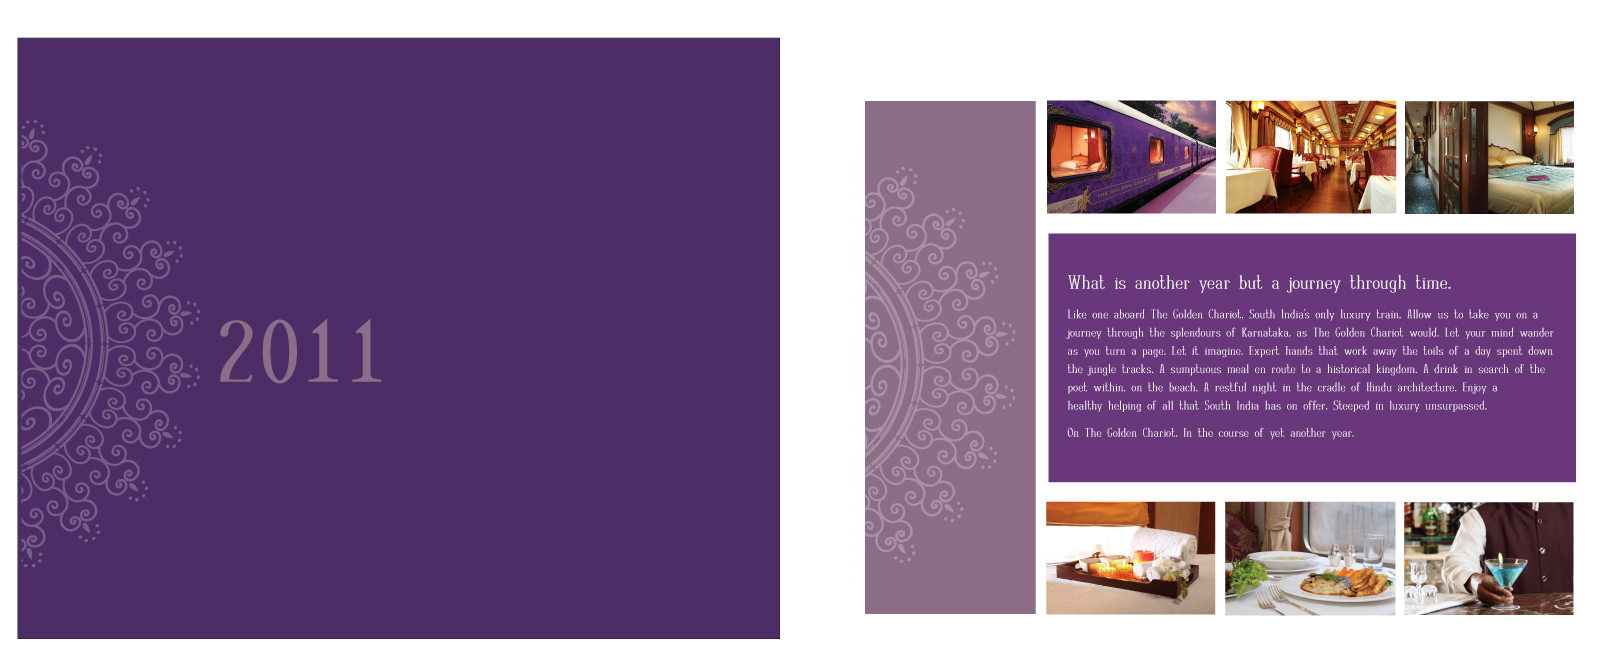 2011
THE GOLDEN CHARIOT
What is another year but a journey through time.
Like one aboard The Golden Chariot, South India's only luxury train. Allow us to take you on a
journey through the splendours of Karnataka, as The Golden Chariot would. Let your mind wander
as you turn a page. Let it imagine. Expert hands that work away the toils of a day spent down
the jungle tracks. A sumptuous meal en route to a historical kingdom. A drink in search of the
poet within, on the beach. A restful night in the cradle of Hindu architecture. Enjoy a
healthy helping of all that South India has on offer. Steeped in luxury unsurpassed.
On The Golden Chariot. In the course of yet another year.